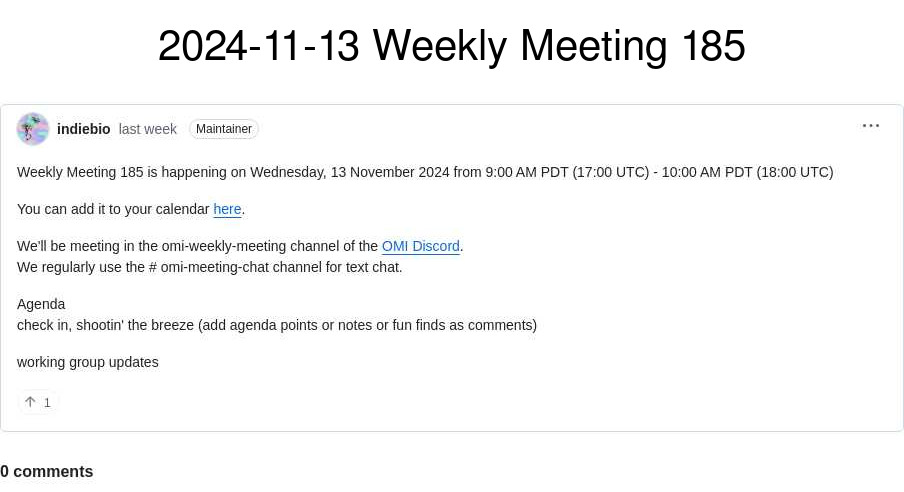 2024-11-13 Weekly Meeting 185
indiebio last week Maintainer
Weekly Meeting 185 is happening on Wednesday, 13 November 2024 from 9:00 AM PDT (17:00 UTC) - 10:00 AM PDT (18:00 UTC)
You can add it to your calendar here.
We'll be meeting in the omi-weekly-meeting channel of the OMI Discord.
We regularly use the # omi-meeting-chat channel for text chat.
Agenda
check in, shootin' the breeze (add agenda points or notes or fun finds as comments)
working group updates
1
0 comments